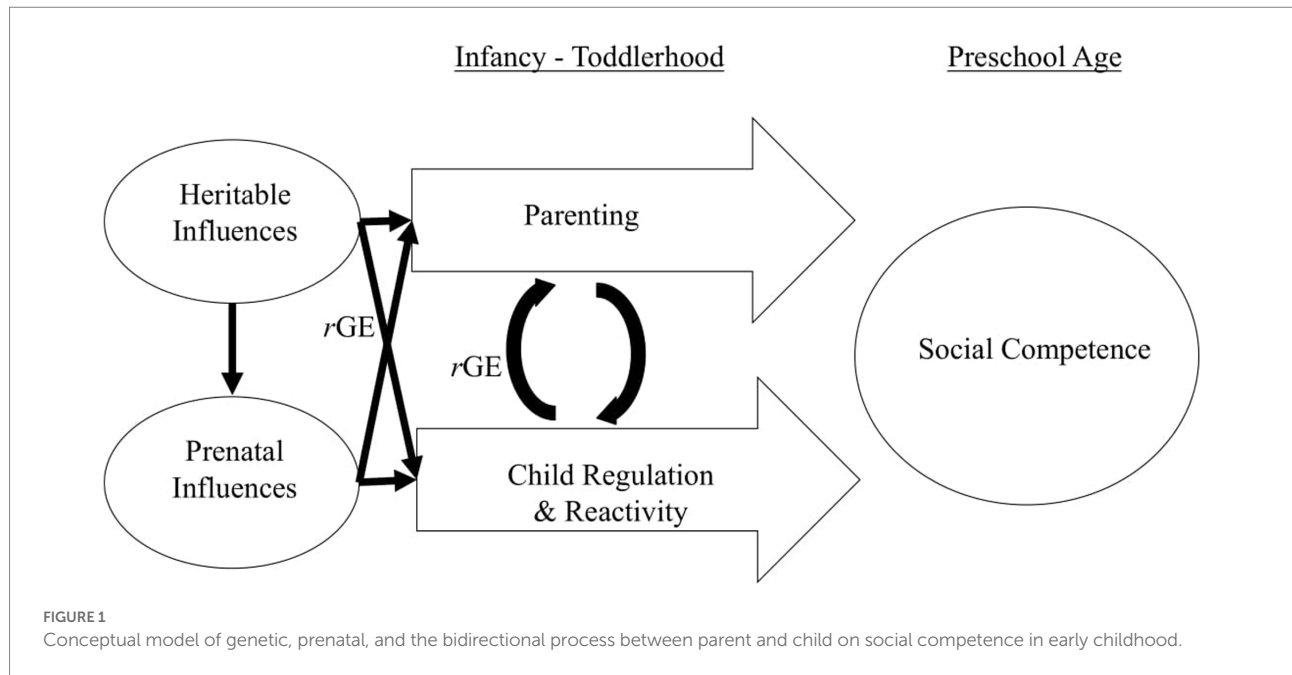 Infancy - Toddlerhood
Preschool Age
Heritable
Influences
Parenting
rGE
rGE
Social Competence
Prenatal
Influences
Child Regulation
& Reactivity
FIGURE 1
Conceptual model of genetic, prenatal, and the bidirectional process between parent and child on social competence in early childhood.